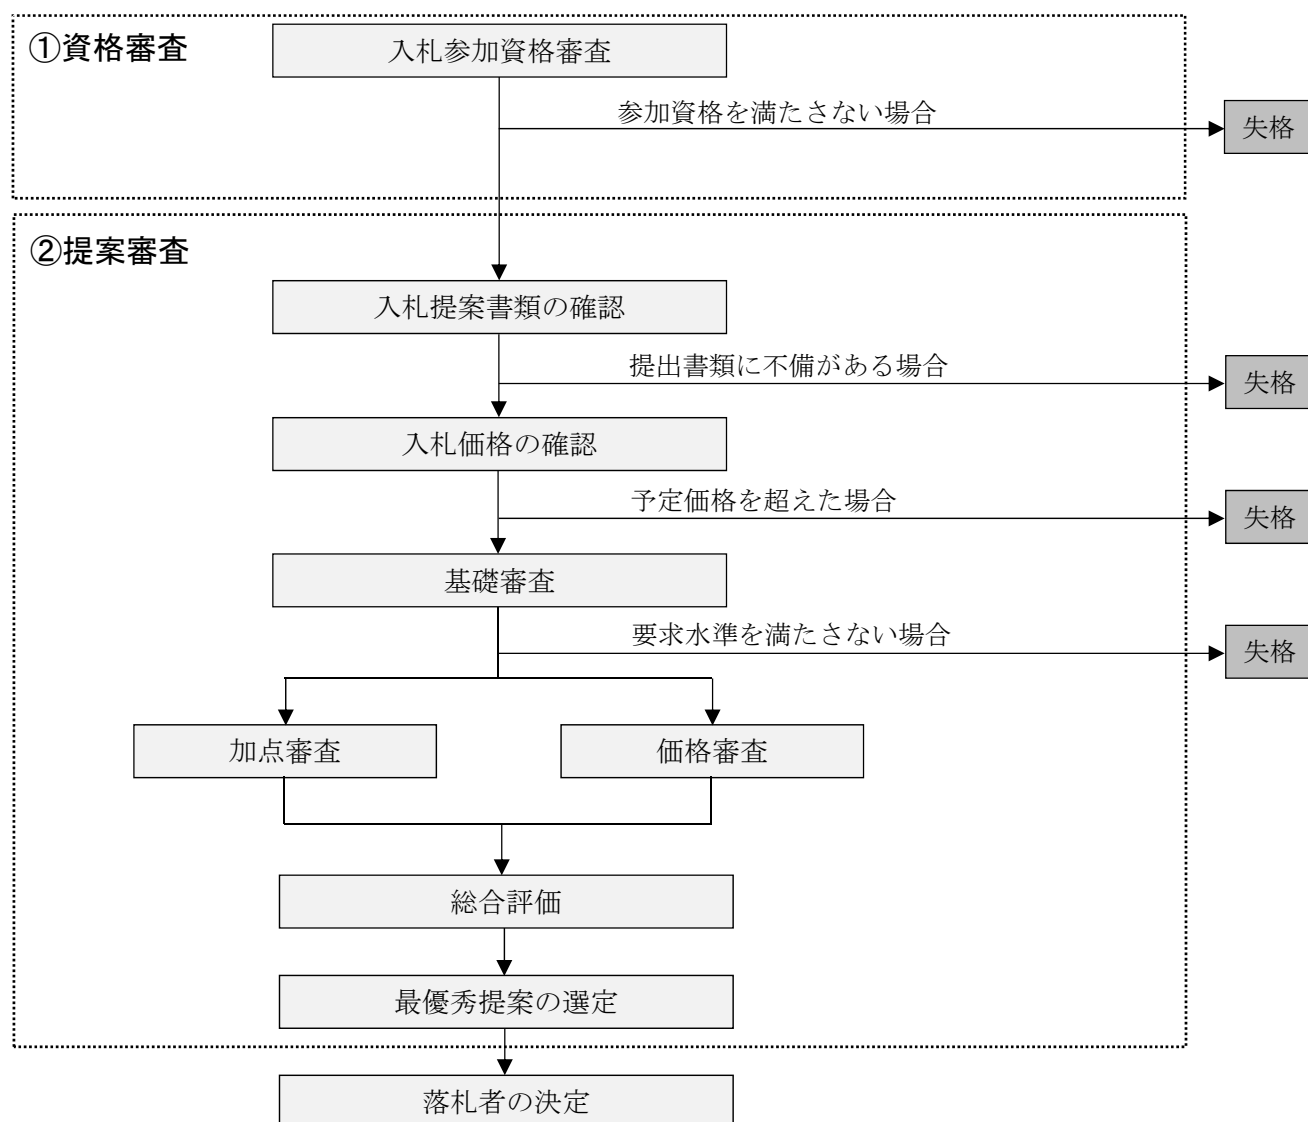 ①資格審査
入札参加資格審査
参加資格を満たさない場合
失格
②提案審査
入札提案書類の確認
提出書類に不備がある場合
失格
入札価格の確認
予定価格を超えた場合
失格
基礎審査
要求水準を満たさない場合
失格
加点審査
価格審査
総合評価
最優秀提案の選定
落札者の決定